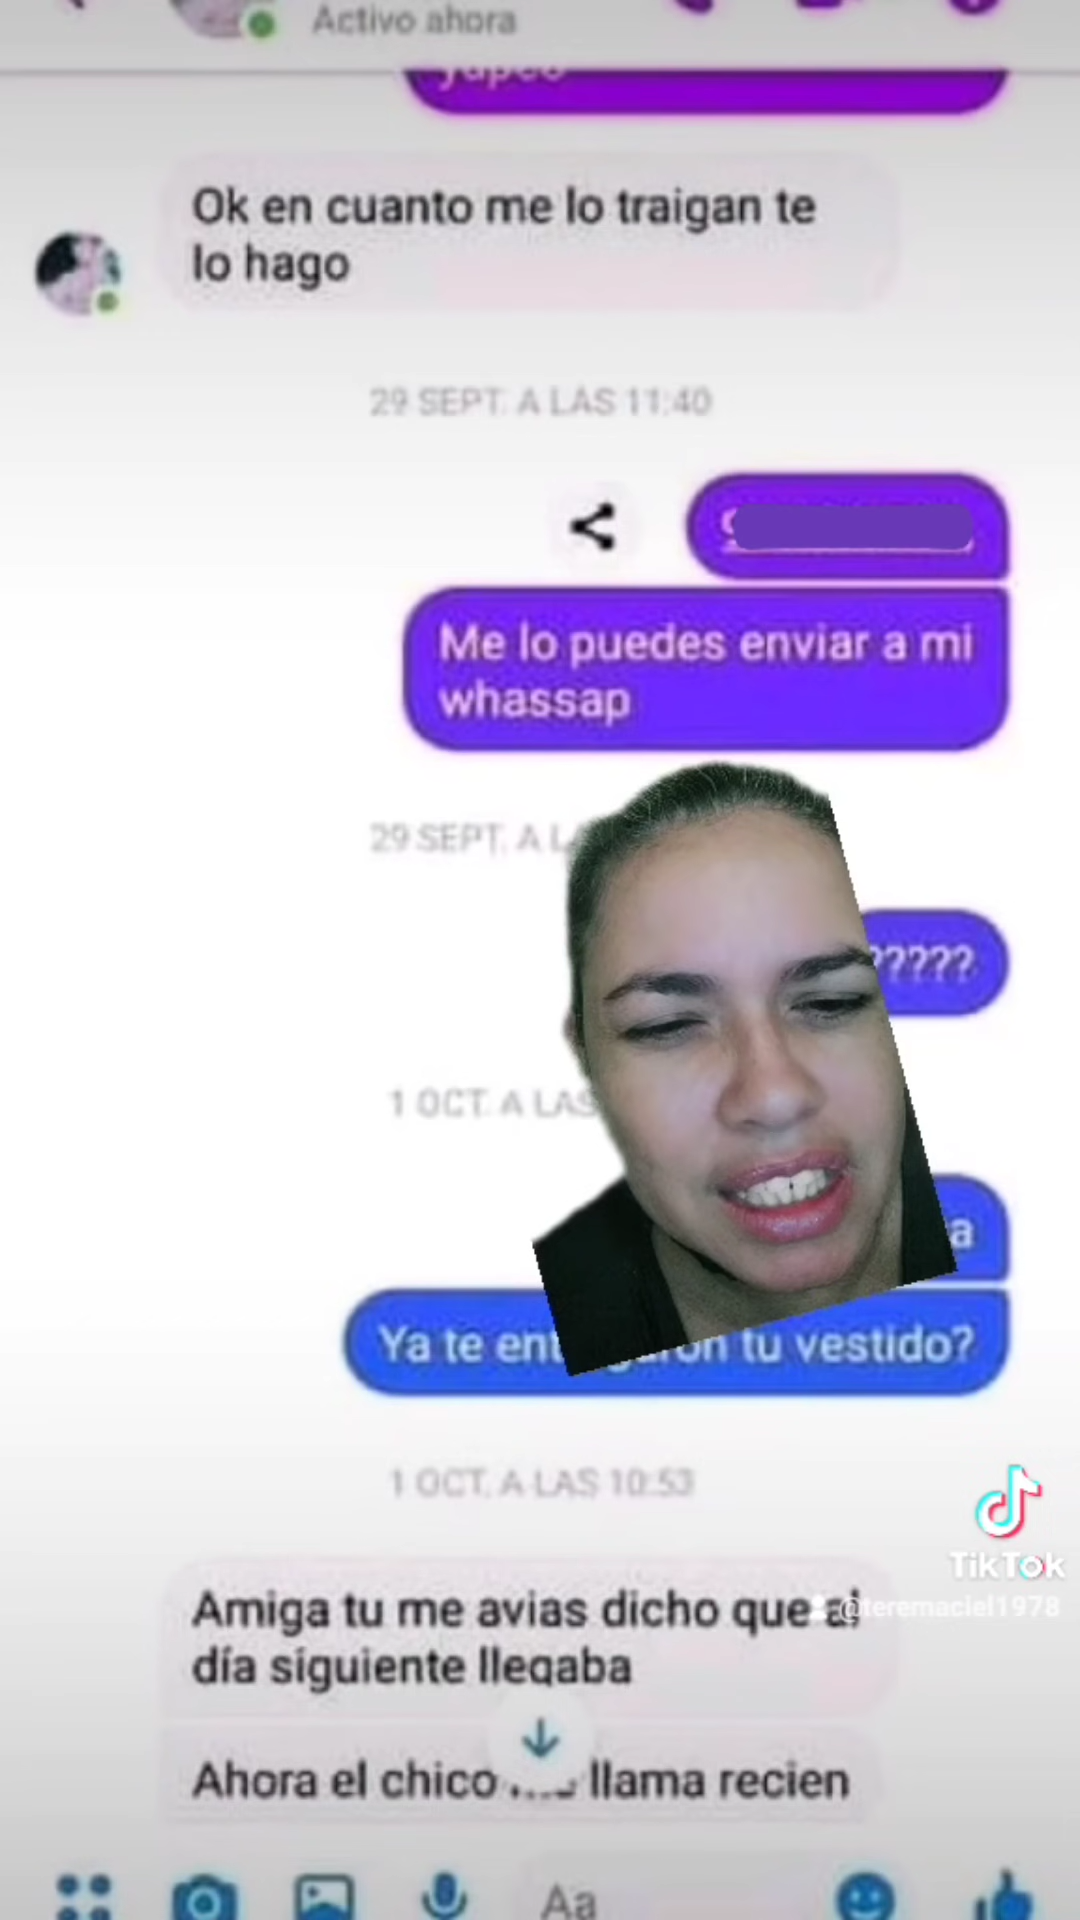 Activo ahora
yapeo
Ok en cuanto me lo traigan te
lo hago
29 SEPT. A LAS 11:40
Me lo puedes enviar a mi
whassap
29 SEPT. A
?????
1 OCT. A LAS
a
Ya te tu vestido?
1 OCT. A LAS 10:53
TikTok
@teremaciel1978
Amiga tu me avias dicho que al
día siguiente llegaba
Ahora el chico llama recien
Aa